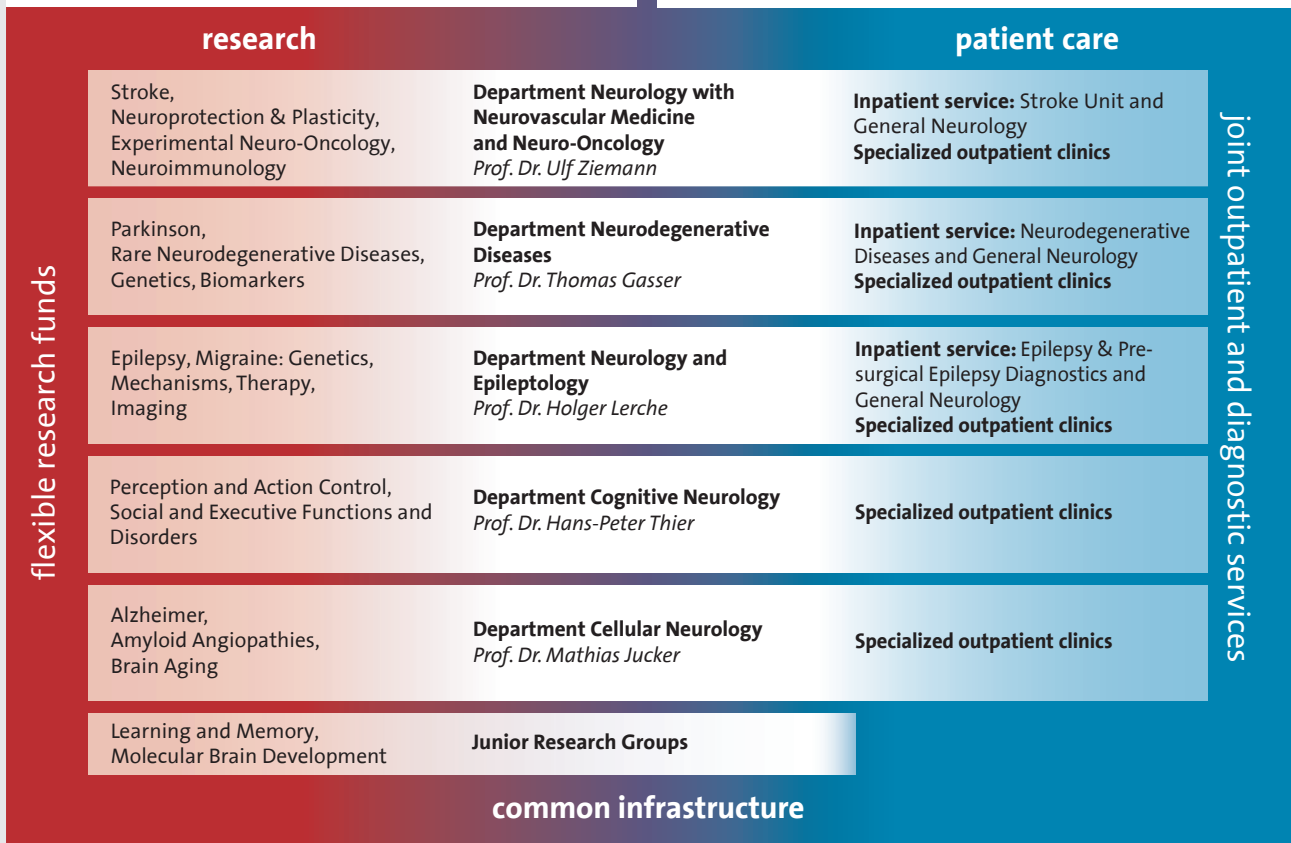 research
patient care
flexible research funds
joint outpatient and diagnostic services
Stroke,
Neuroprotection & Plasticity,
Experimental Neuro-Oncology,
Neuroimmunology
Department Neurology with
Neurovascular Medicine
and Neuro-Oncology
Prof. Dr. Ulf Ziemann
Inpatient service: Stroke Unit and
General Neurology
Specialized outpatient clinics
Parkinson,
Rare Neurodegenerative Diseases,
Genetics, Biomarkers
Department Neurodegenerative
Diseases
Prof. Dr. Thomas Gasser
Inpatient service: Neurodegenerative
Diseases and General Neurology
Specialized outpatient clinics
Epilepsy, Migraine: Genetics,
Mechanisms, Therapy,
Imaging
Department Neurology and
Epileptology
Prof. Dr. Holger Lerche
Inpatient service: Epilepsy & Pre-
surgical Epilepsy Diagnostics and
General Neurology
Specialized outpatient clinics
Perception and Action Control,
Social and Executive Functions and
Disorders
Department Cognitive Neurology
Prof. Dr. Hans-Peter Thier
Specialized outpatient clinics
Alzheimer,
Amyloid Angiopathies,
Brain Aging
Department Cellular Neurology
Prof. Dr. Mathias Jucker
Specialized outpatient clinics
Learning and Memory,
Molecular Brain Development
Junior Research Groups
common infrastructure